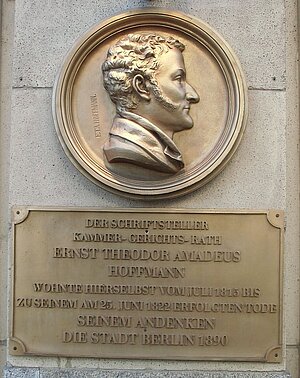 DER SCHRIFTSTELLER
KAMMER-GERICHTS-RATH
ERNST THEODOR AMADEUS
HOFFMANN
WOHNTE HIERSELBST VOM JULI 1815 BIS
ZU SEINEM AM 25. JUNI 1822 ERFOLGTEN TODE
SEINEM ANDENKEN
DIE STADT BERLIN 1890